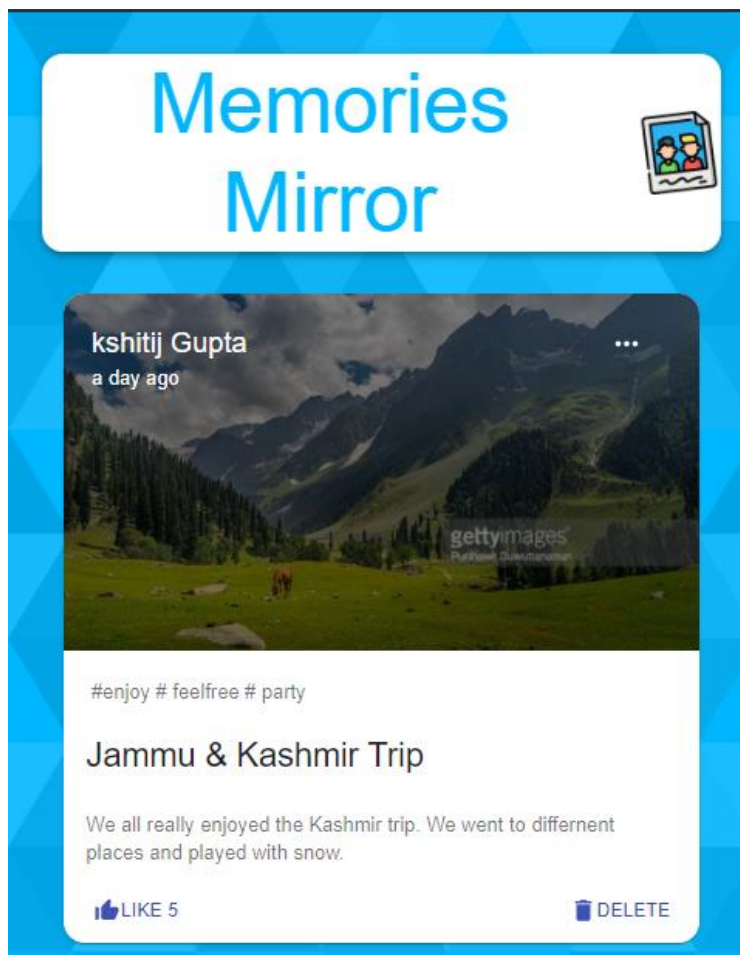 Memories
Mirror
kshitij Gupta
a day ago
...
gettyimages
#enjoy # feelfree # party
Jammu & Kashmir Trip
We all really enjoyed the Kashmir trip. We went to differnent
places and played with snow.
LIKE 5
DELETE